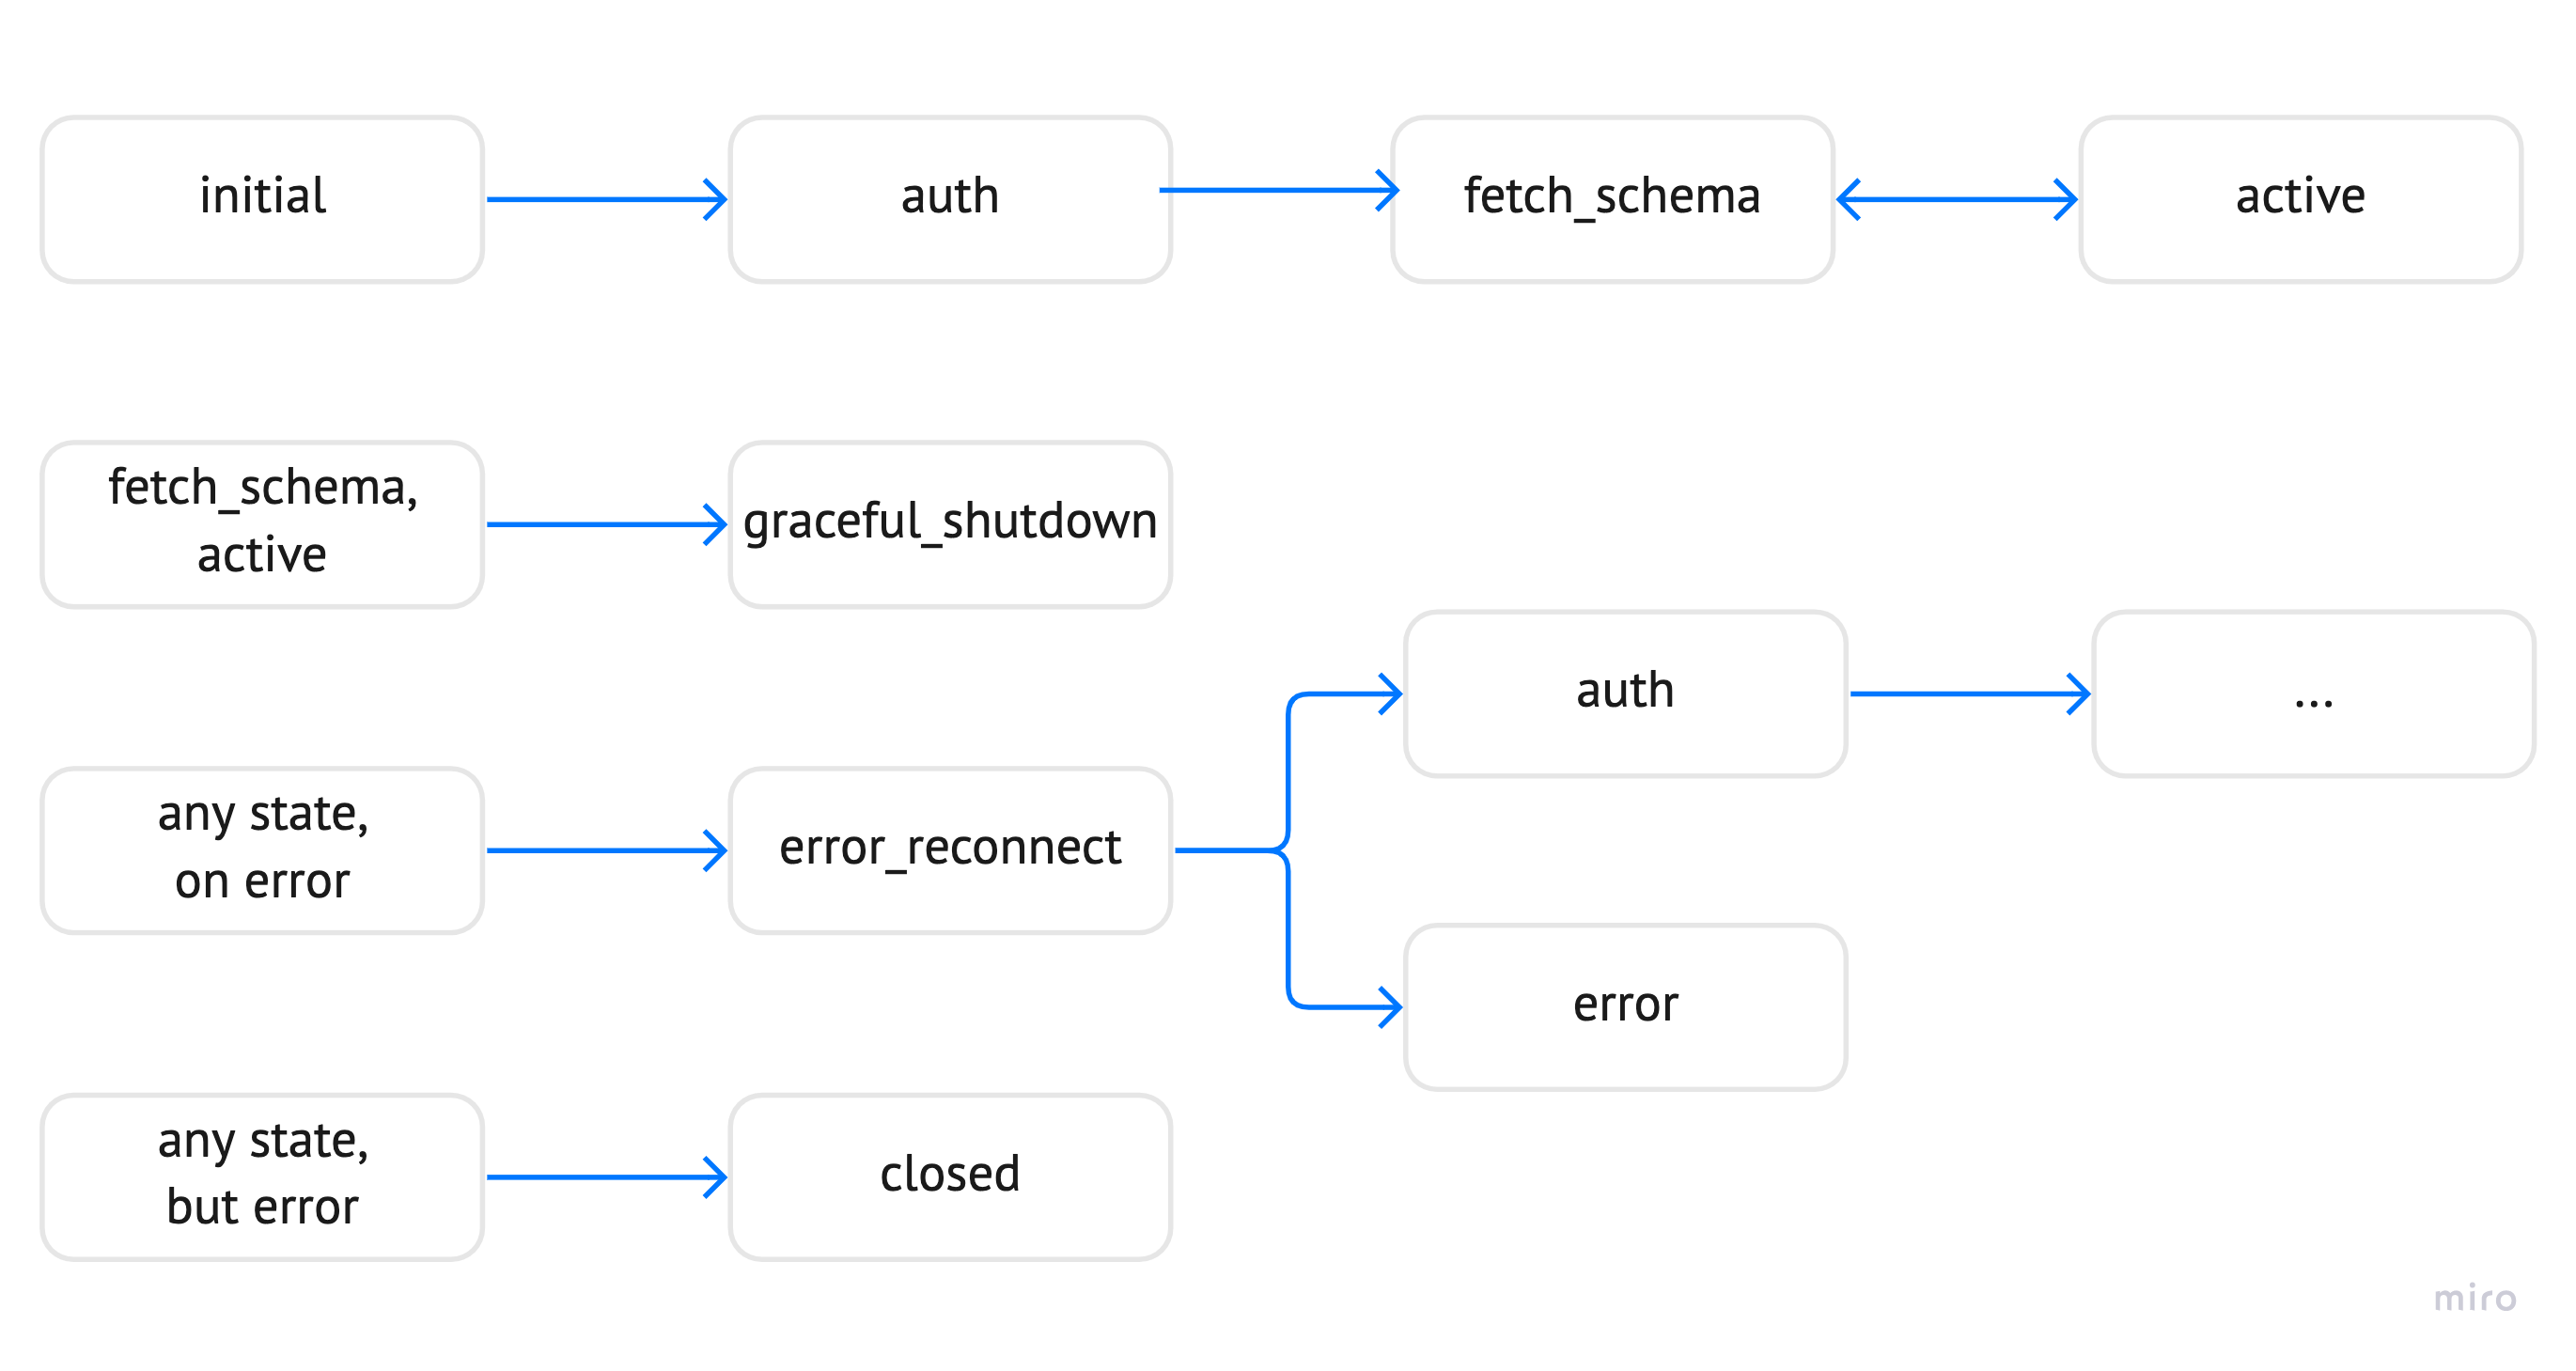 initial
auth
fetch_schema
active
fetch_schema,
active
graceful_shutdown
auth
...
any state,
on error
error_reconnect
error
any state,
but error
closed
miro